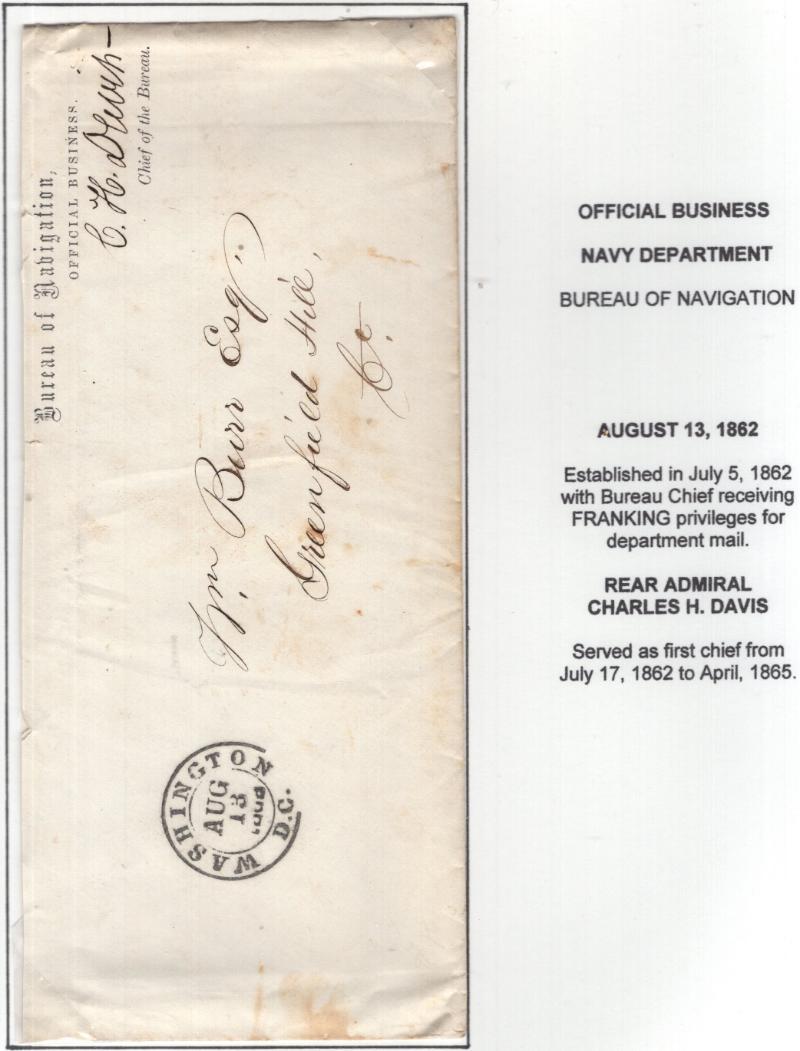 Bureau of Navigation,
OFFICIAL BUSINESS.
C. H. Davis
Chief of the Bureau.
Wm Burr Esq.
Greenfield Hill,
Ct.
WASHINGTON
AUG
13
D.C.
OFFICIAL BUSINESS
NAVY DEPARTMENT
BUREAU OF NAVIGATION
AUGUST 13, 1862
Established in July 5, 1862
with Bureau Chief receiving
FRANKING privileges for
department mail.
REAR ADMIRAL
CHARLES H. DAVIS
Served as first chief from
July 17, 1862 to April, 1865.